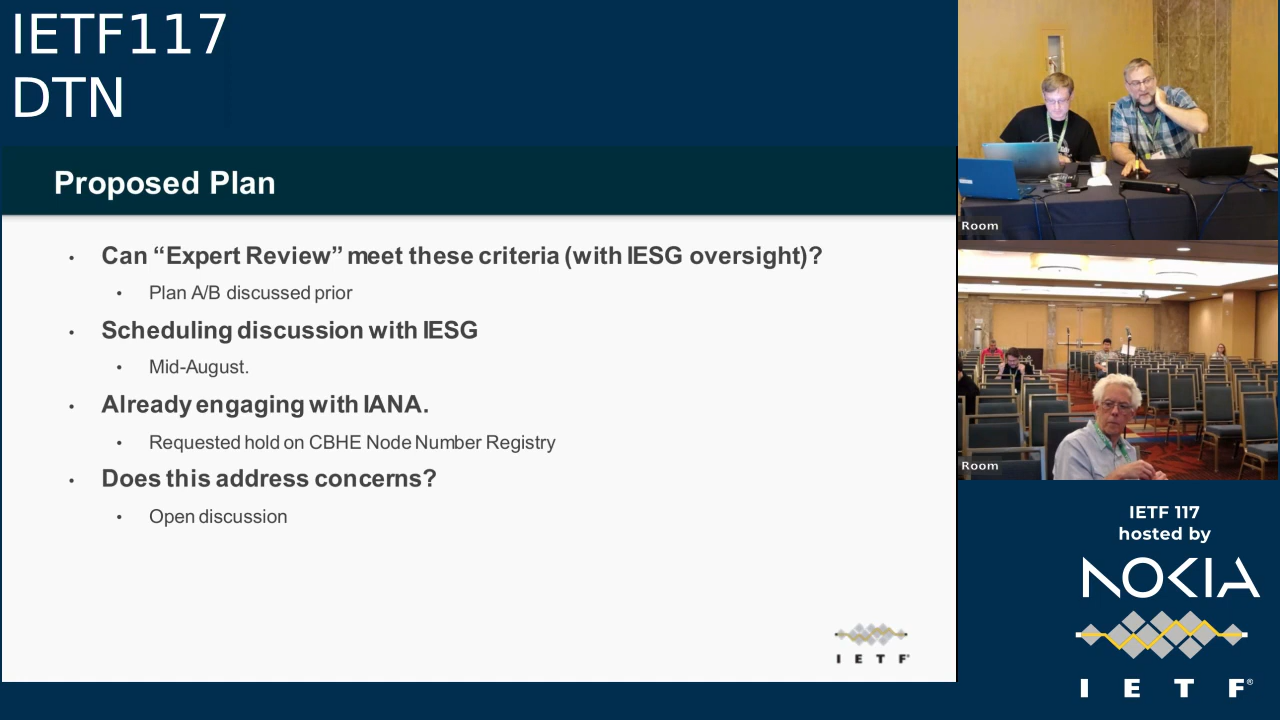 IETF117
DTN
Proposed Plan
• Can “Expert Review” meet these criteria (with IESG oversight)?
• Plan A/B discussed prior
• Scheduling discussion with IESG
• Mid-August.
• Already engaging with IANA.
• Requested hold on CBHE Node Number Registry
• Does this address concerns?
• Open discussion
I E T F®
Room
Room
IETF 117
hosted by
NOKIA
I E T F®